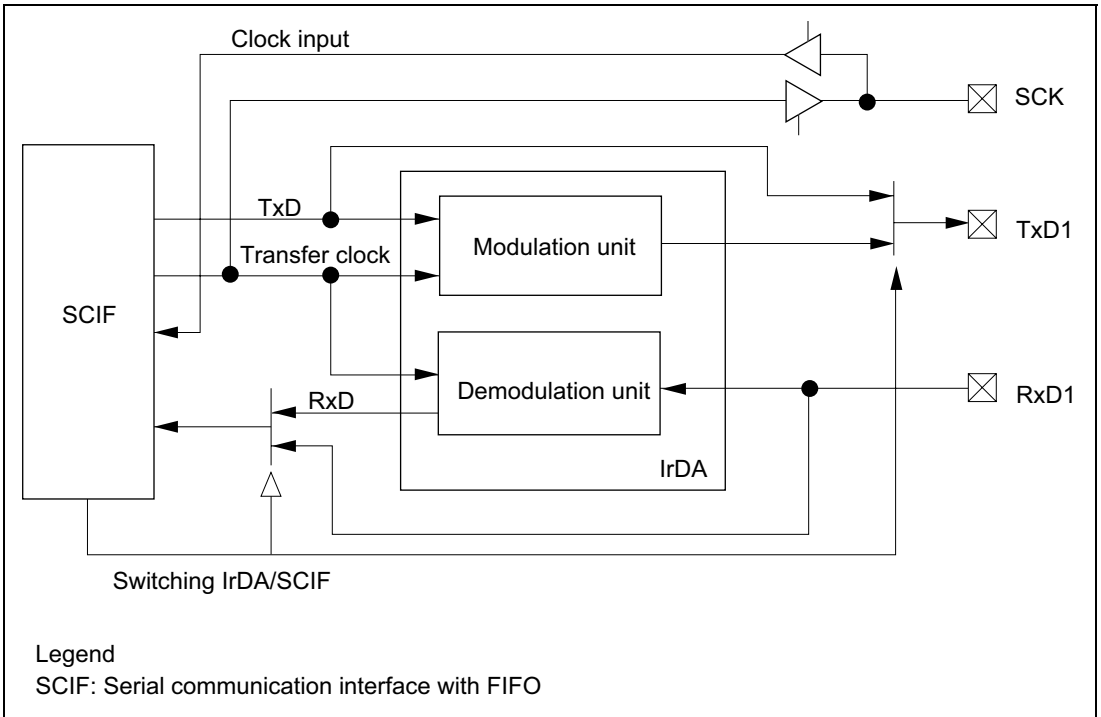 Clock input
SCK
TxD
TxD1
Modulation unit
Transfer clock
SCIF
Demodulation unit
RxD1
RxD
IrDA
Switching IrDA/SCIF
Legend
SCIF: Serial communication interface with FIFO